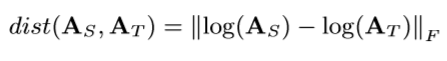 dist(A_S, A_T) = ‖log(A_S) − log(A_T)‖_F